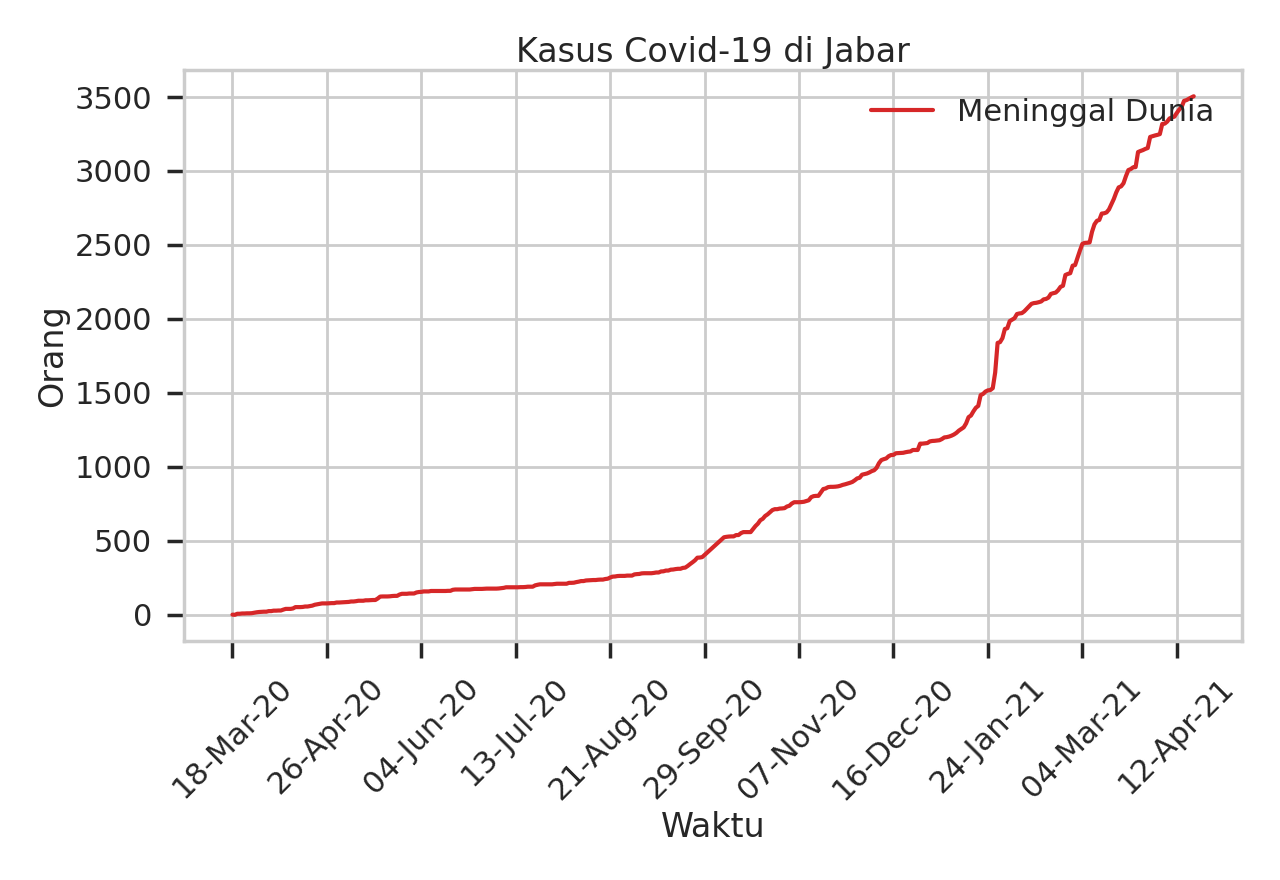 Kasus Covid-19 di Jabar
Meninggal Dunia
3500
3000
2500
2000
1500
1000
500
0
Orang
18-Mar-20
26-Apr-20
04-Jun-20
13-Jul-20
21-Aug-20
29-Sep-20
07-Nov-20
16-Dec-20
24-Jan-21
04-Mar-21
12-Apr-21
Waktu